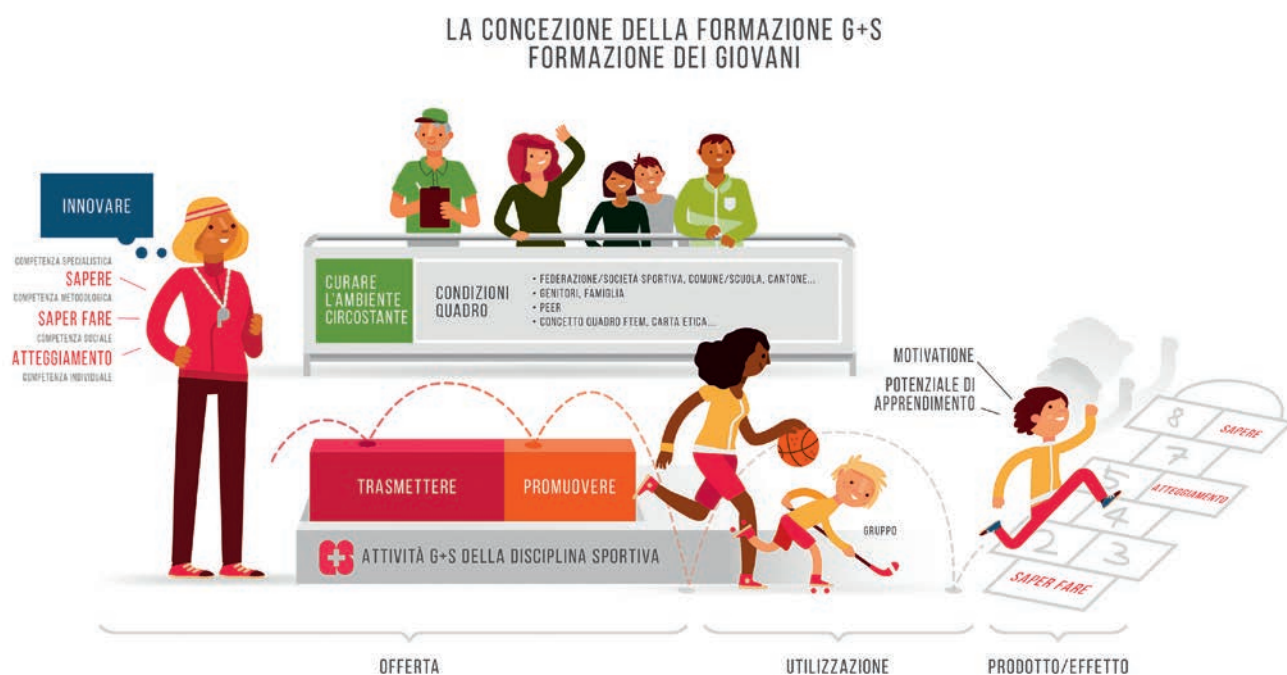 LA CONCEZIONE DELLA FORMAZIONE G+S
FORMAZIONE DEI GIOVANI
INNOVARE
COMPETENZA SPECIALISTICA
SAPERE
COMPETENZA METODOLOGICA
SAPER FARE
COMPETENZA SOCIALE
ATTEGGIAMENTO
COMPETENZA INDIVIDUALE
CURARE
L'AMBIENTE
CIRCOSTANTE
CONDIZIONI
QUADRO
• FEDERAZIONE/SOCIETÀ SPORTIVA, COMUNE/SCUOLA, CANTONE...
• GENITORI, FAMIGLIA
• PEER
• CONCETTO QUADRO FTEM, CARTA ETICA...
TRASMETTERE
PROMUOVERE
ATTIVITÀ G+S DELLA DISCIPLINA SPORTIVA
GRUPPO
MOTIVATIONE
POTENZIALE DI
APPRENDIMENTO
8
SAPERE
7
5
ATTEGGIAMENTO
4
2
3
SAPER FARE
OFFERTA
UTILIZZAZIONE
PRODOTTO/EFFETTO